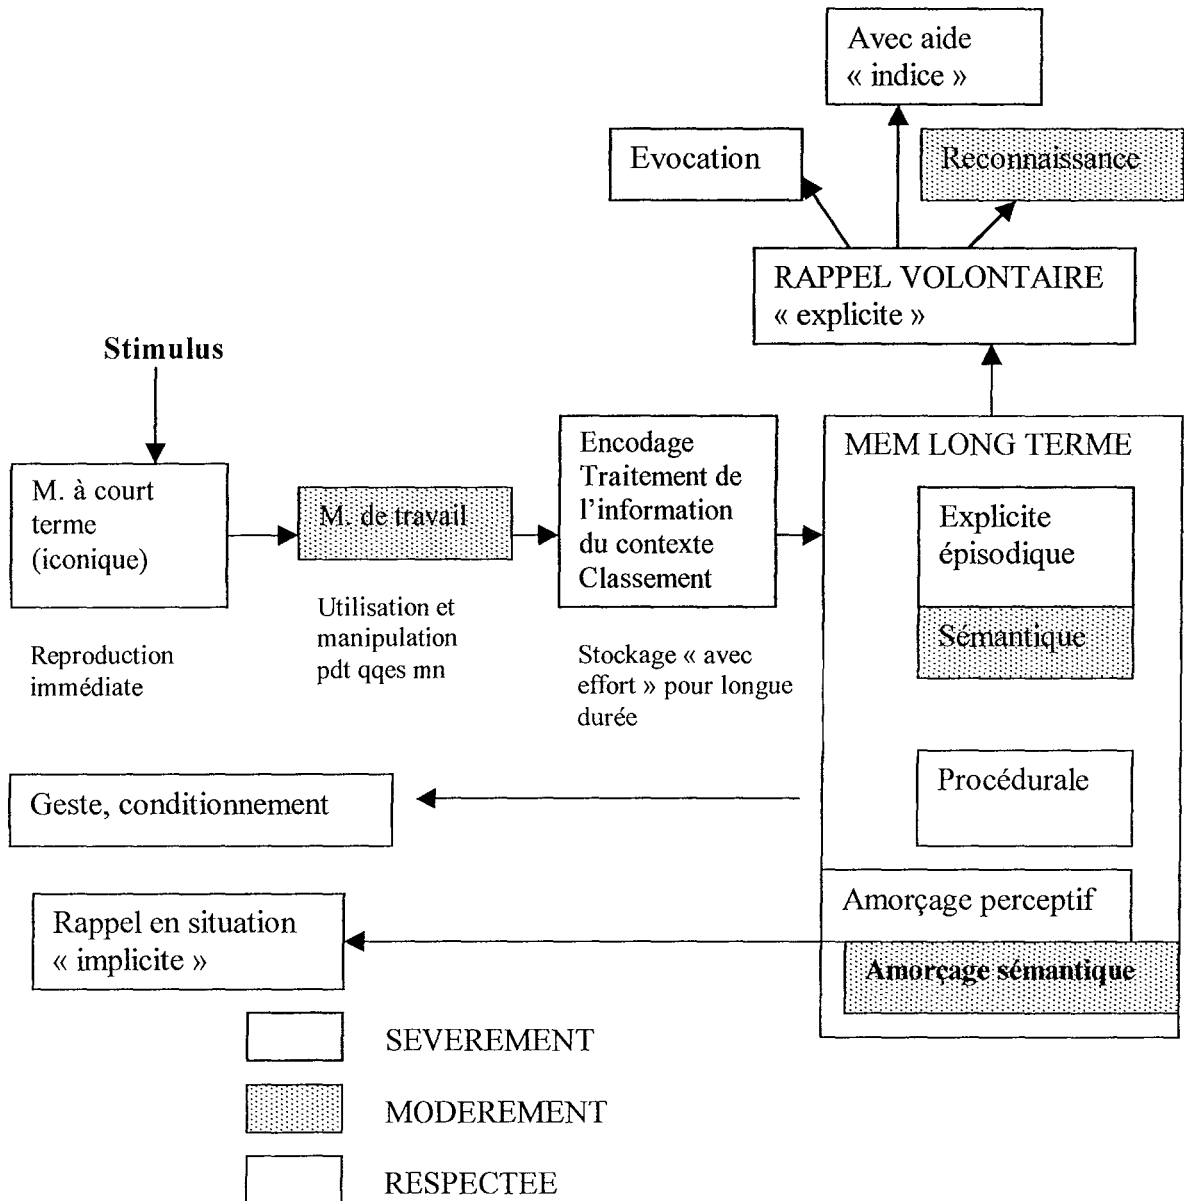 Avec aide
« indice »
Evocation
Reconnaissance
RAPPEL VOLONTAIRE
« explicite »
Stimulus
M. à court
terme
(iconique)
M. de travail
Encodage
Traitement de
l'information
du contexte
Classement
MEM LONG TERME
Explicite
épisodique
Sémantique
Reproduction
immédiate
Utilisation et
manipulation
pdt qqes mn
Stockage « avec
effort » pour longue
durée
Procédurale
Geste, conditionnement
Amorçage perceptif
Rappel en situation
« implicite »
Amorçage sémantique
SEVEREMENT
MODEREMENT
RESPECTEE